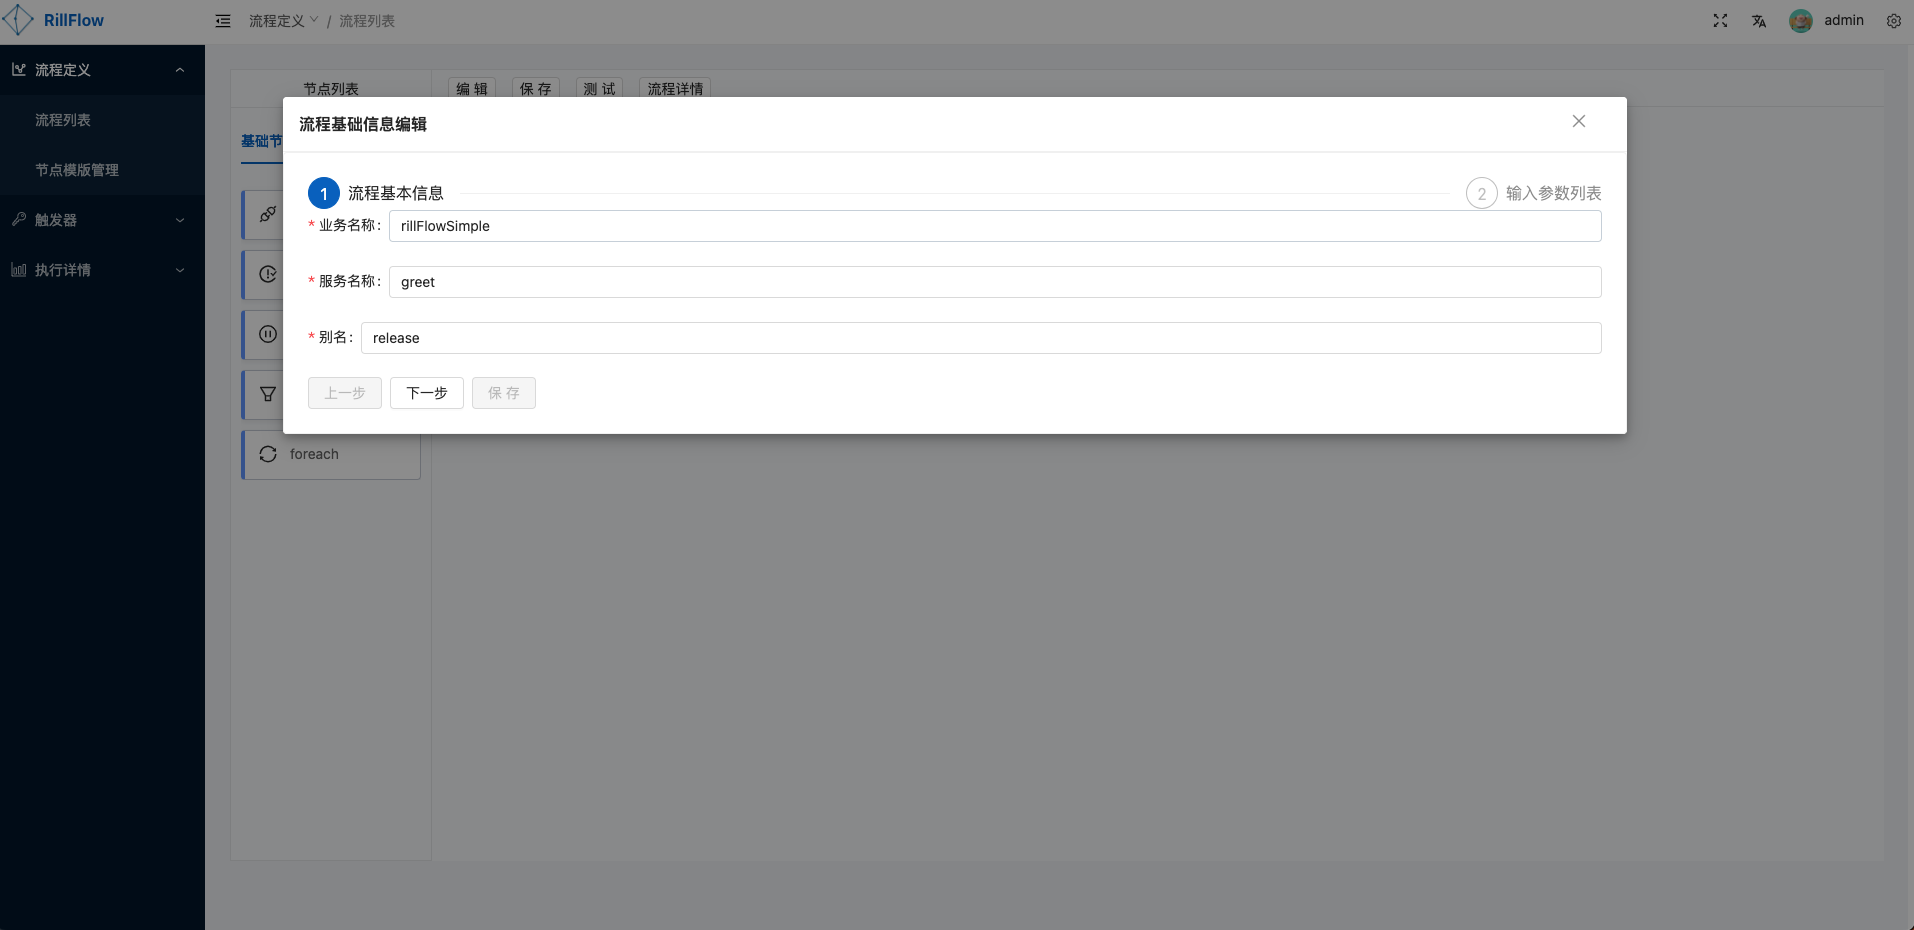 RillFlow
流程定义 / 流程列表
admin
流程定义
流程列表
节点模版管理
触发器
执行详情
节点列表
编 辑
保 存
测 试
流程详情
基础节
foreach
流程基础信息编辑
1 流程基本信息
2 输入参数列表
* 业务名称: rillFlowSimple
* 服务名称: greet
* 别名: release
上一步
下一步
保 存